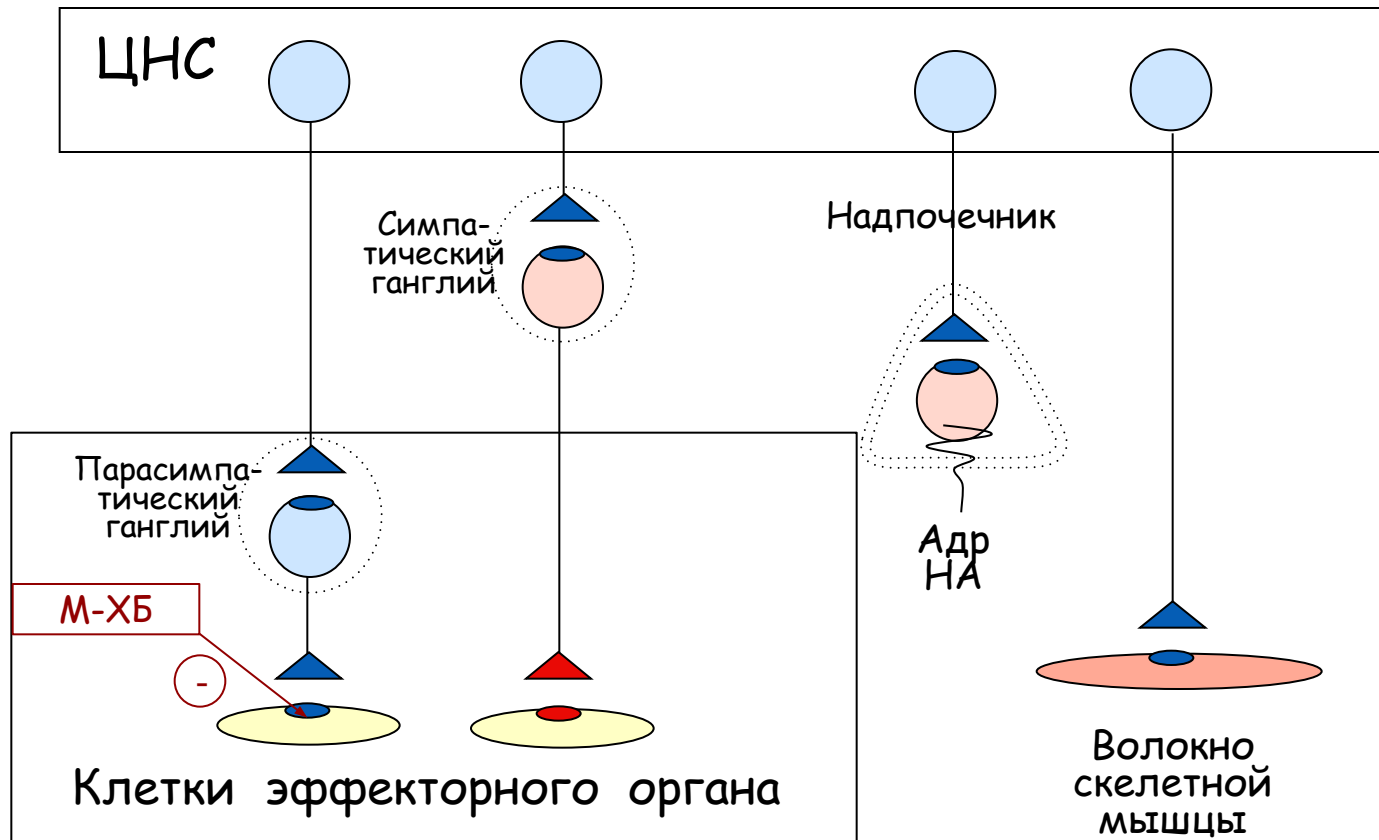 ЦНС
Симпа-
тический
ганглий
Надпочечник
Парасимпа-
тический
ганглий
Адр
НА
М-ХБ
-
Клетки эффекторного органа
Волокно
скелетной
мышцы